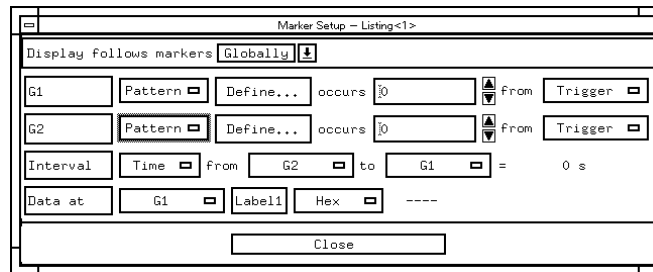 Marker Setup – Listing<1>
Display follows markers Globally
G1 Pattern Define... occurs 0 from Trigger
G2 Pattern Define... occurs 0 from Trigger
Interval Time from G2 to G1 = 0 s
Data at G1 Label1 Hex ----
Close